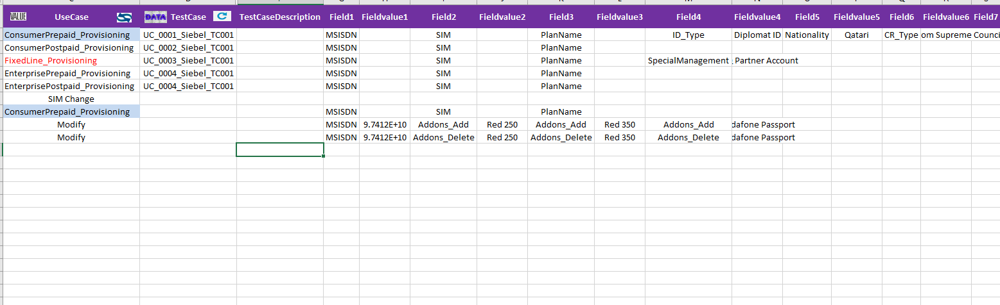 VALUE UseCase DATA TestCase TestCaseDescription Field1 Fieldvalue1 Field2 Fieldvalue2 Field3 Fieldvalue3 Field4 Fieldvalue4 Field5 Fieldvalue5 Field6 Fieldvalue6 Field7
ConsumerPrepaid_Provisioning UC_0001_Siebel_TC001 MSISDN SIM PlanName ID_Type Diplomat ID Nationality Qatari CR_Type om Supreme Counci
ConsumerPostpaid_Provisioning UC_0002_Siebel_TC001 MSISDN SIM PlanName
FixedLine_Provisioning UC_0003_Siebel_TC001 MSISDN SIM PlanName SpecialManagement Partner Account
EnterprisePrepaid_Provisioning UC_0004_Siebel_TC001 MSISDN SIM PlanName
EnterprisePostpaid_Provisioning UC_0004_Siebel_TC001 MSISDN SIM PlanName
SIM Change
ConsumerPrepaid_Provisioning MSISDN SIM PlanName
Modify MSISDN 9.7412E+10 Addons_Add Red 250 Addons_Add Red 350 Addons_Add dafone Passport
Modify MSISDN 9.7412E+10 Addons_Delete Red 250 Addons_Delete Red 350 Addons_Delete dafone Passport